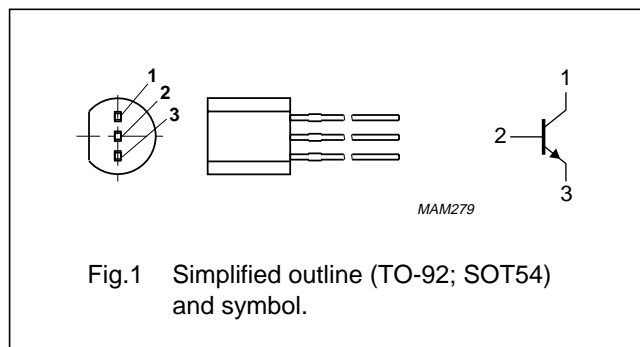 1
2
3
1
2
3
MAM279
Fig.1 Simplified outline (TO-92; SOT54)
and symbol.